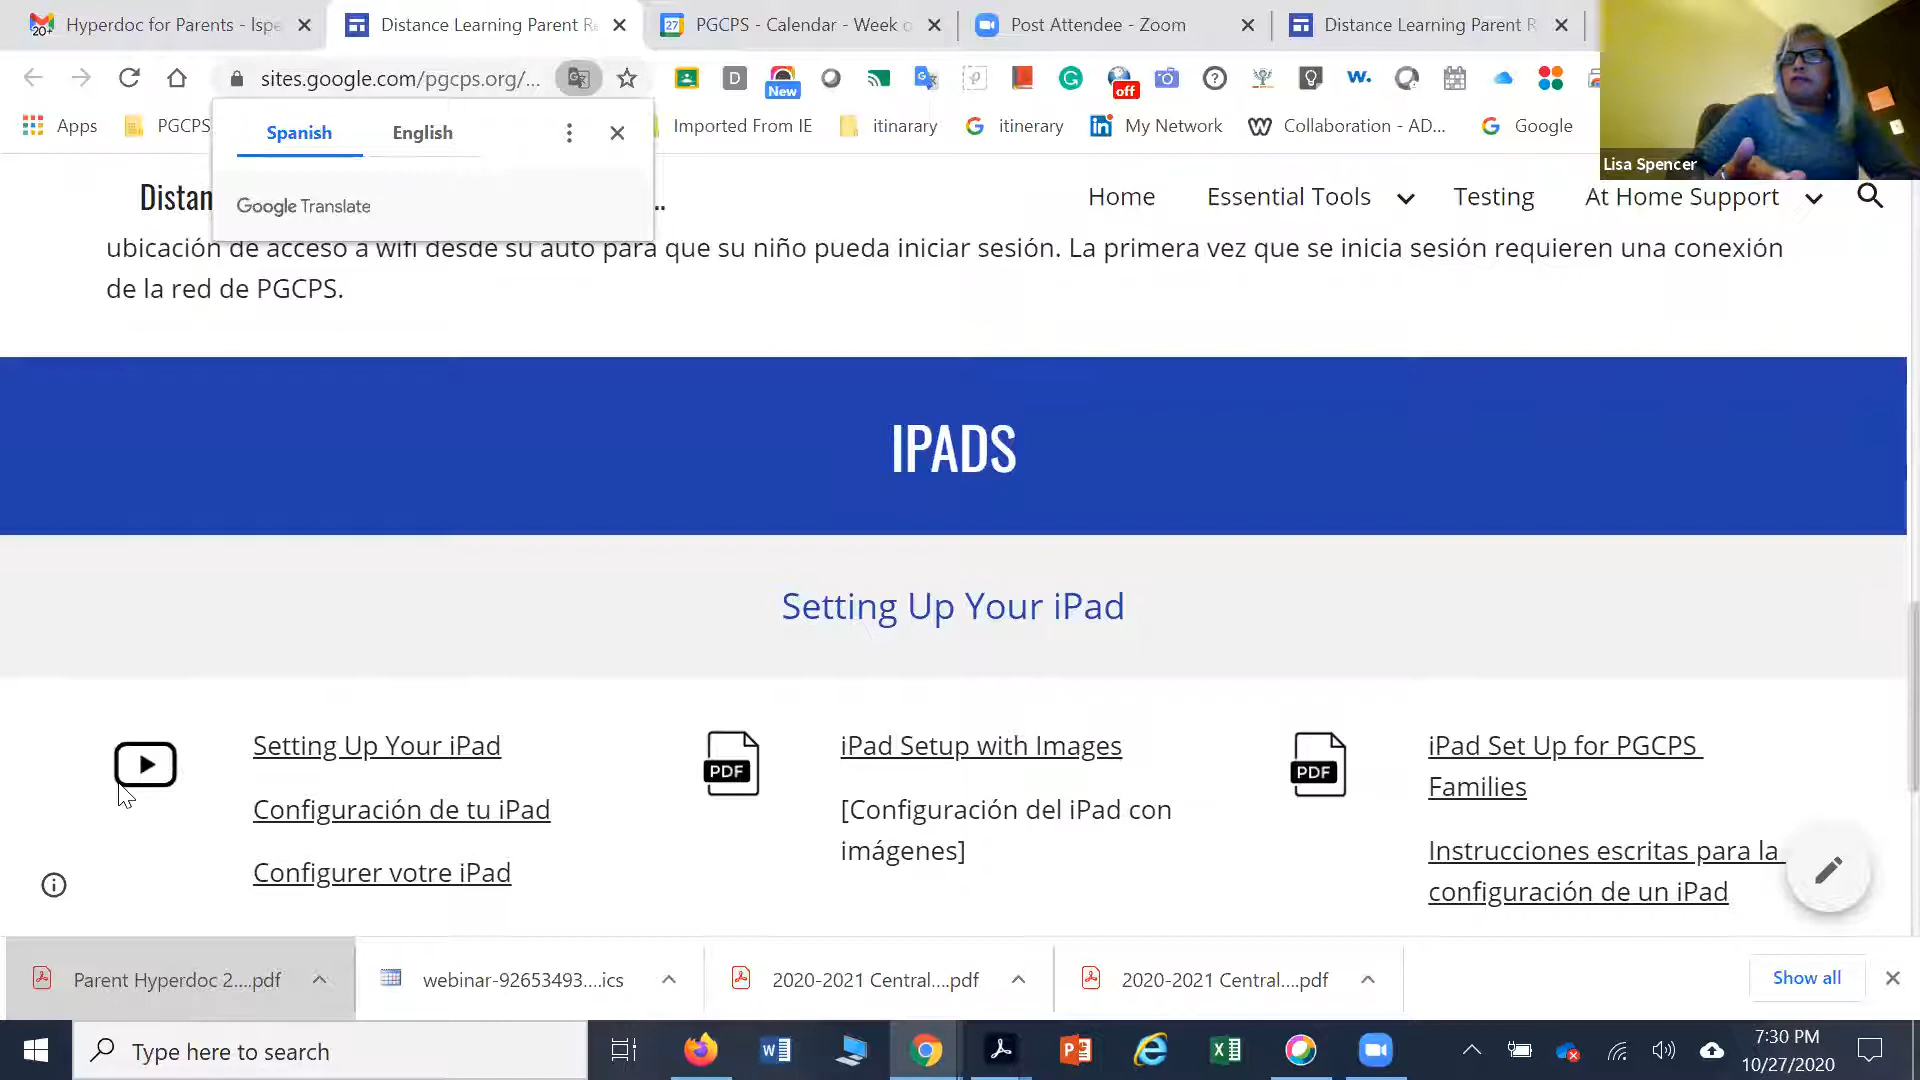 Hyperdoc for Parents - lspe
Distance Learning Parent Re
PGCPS - Calendar - Week o
Post Attendee - Zoom
Distance Learning Parent R
sites.google.com/pgcps.org/...
New
off
Apps
PGCPS
Imported From IE
itinarary
itinerary
My Network
Collaboration - AD...
Google
Spanish
English
Google Translate
Lisa Spencer
Distan
..
Home
Essential Tools
Testing
At Home Support
ubicación de acceso a wifi desde su auto para que su niño pueda iniciar sesión. La primera vez que se inicia sesión requieren una conexión
de la red de PGCPS.
IPADS
Setting Up Your iPad
Setting Up Your iPad
Configuración de tu iPad
Configurer votre iPad
PDF
iPad Setup with Images
[Configuración del iPad con
imágenes]
PDF
iPad Set Up for PGCPS
Families
Instrucciones escritas para la
configuración de un iPad
Parent Hyperdoc 2....pdf
webinar-92653493....ics
2020-2021 Central....pdf
2020-2021 Central....pdf
Show all
Type here to search
7:30 PM
10/27/2020